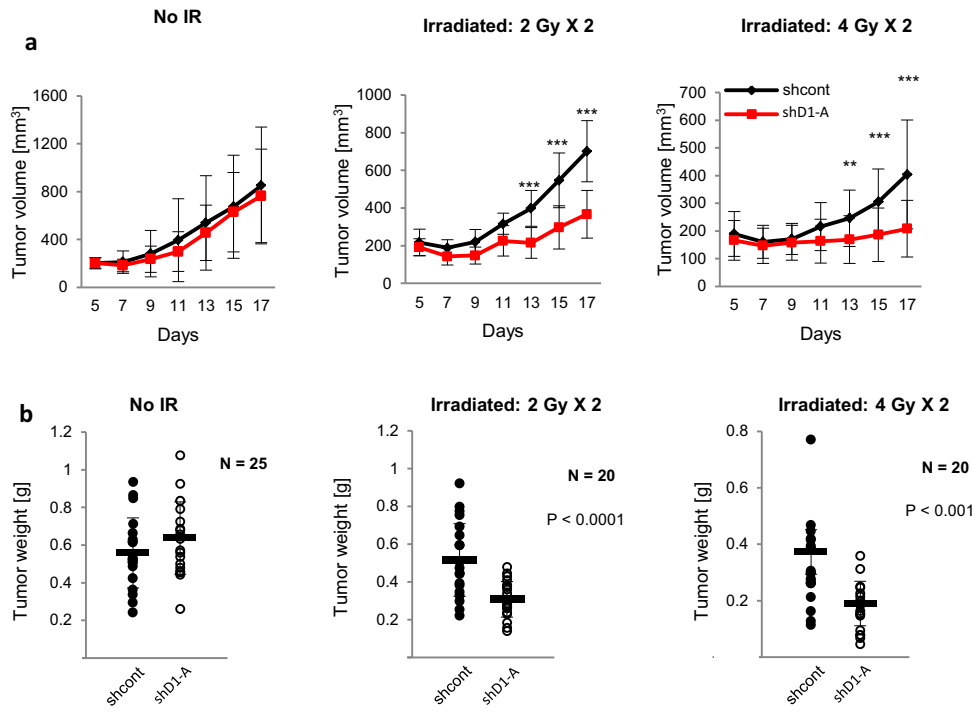 a
No IR
Irradiated: 2 Gy X 2
Irradiated: 4 Gy X 2
Tumor volume [mm³]
1600
1200
800
400
0
5 7 9 11 13 15 17
Days
Tumor volume [mm³]
1000
800
600
400
200
0
***
***
***
5 7 9 11 13 15 17
Days
Tumor volume [mm³]
700
600
500
400
300
200
100
0
shcont
shD1-A
**
***
***
5 7 9 11 13 15 17
Days
b
No IR
Irradiated: 2 Gy X 2
Irradiated: 4 Gy X 2
Tumor weight [g]
1.2
1
0.8
0.6
0.4
0.2
N = 25
shcont
shD1-A
Tumor weight [g]
1.2
1
0.8
0.6
0.4
0.2
N = 20
P < 0.0001
shcont
shD1-A
Tumor weight [g]
0.8
0.6
0.4
0.2
N = 20
P < 0.001
shcont
shD1-A